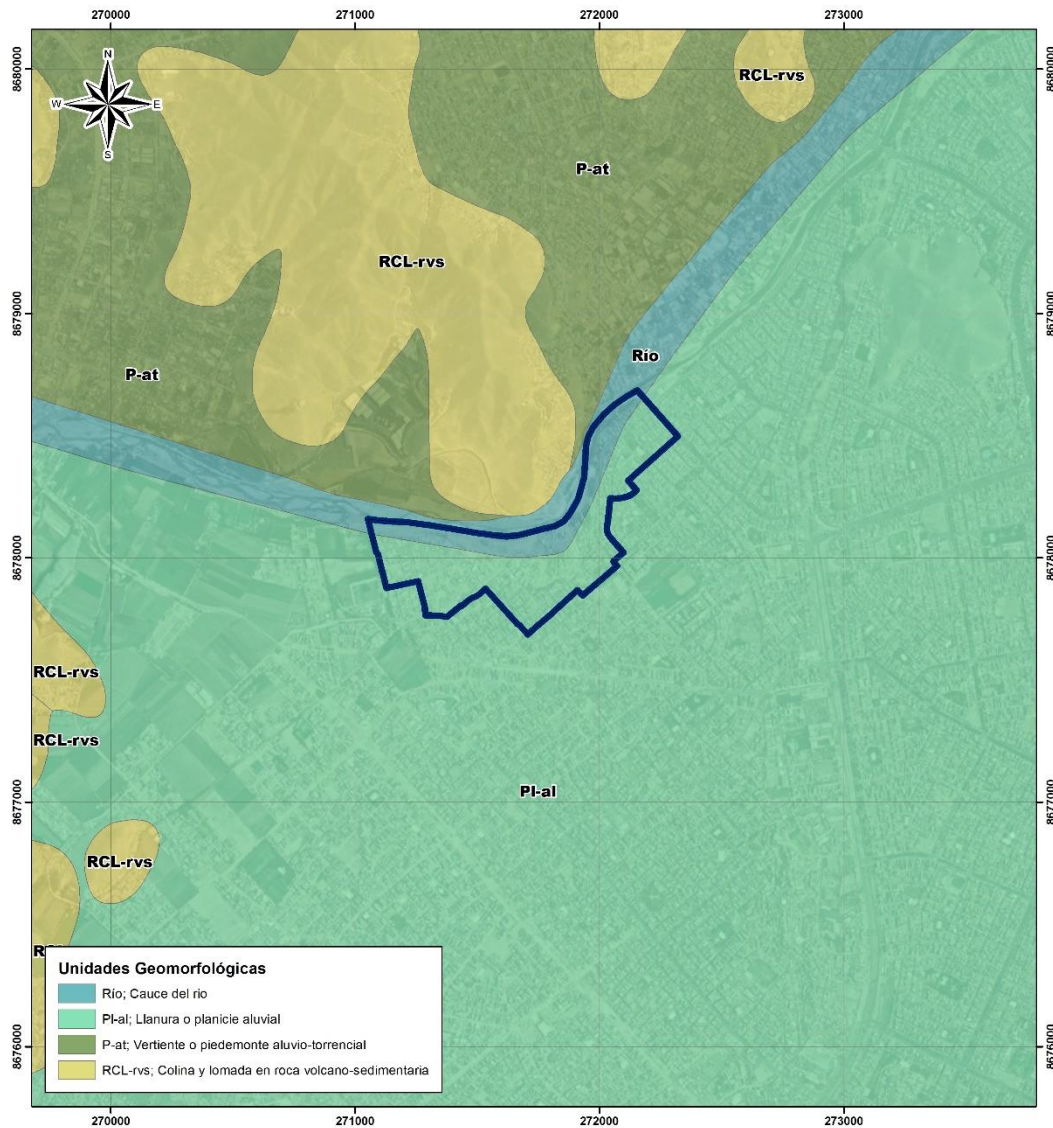 270000 271000 272000 273000
8680000 8680000
N
W E
S
RCL-rvs
P-at
RCL-rvs
8679000 8679000
Río
P-at
8678000 8678000
RCL-rvs
RCL-rvs
8677000 8677000
Pl-al
RCL-rvs
Unidades Geomorfológicas
Río; Cauce del rio
Pl-al; Llanura o planicie aluvial
P-at; Vertiente o piedemonte aluvio-torrencial
RCL-rvs; Colina y lomada en roca volcano-sedimentaria
8676000 8676000
270000 271000 272000 273000